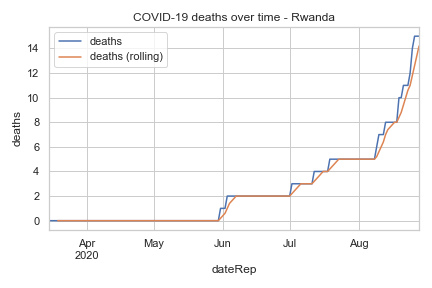 COVID-19 deaths over time - Rwanda
deaths
deaths (rolling)
14
12
10
8
6
4
2
0
deaths
Apr
2020
May
Jun
Jul
Aug
dateRep